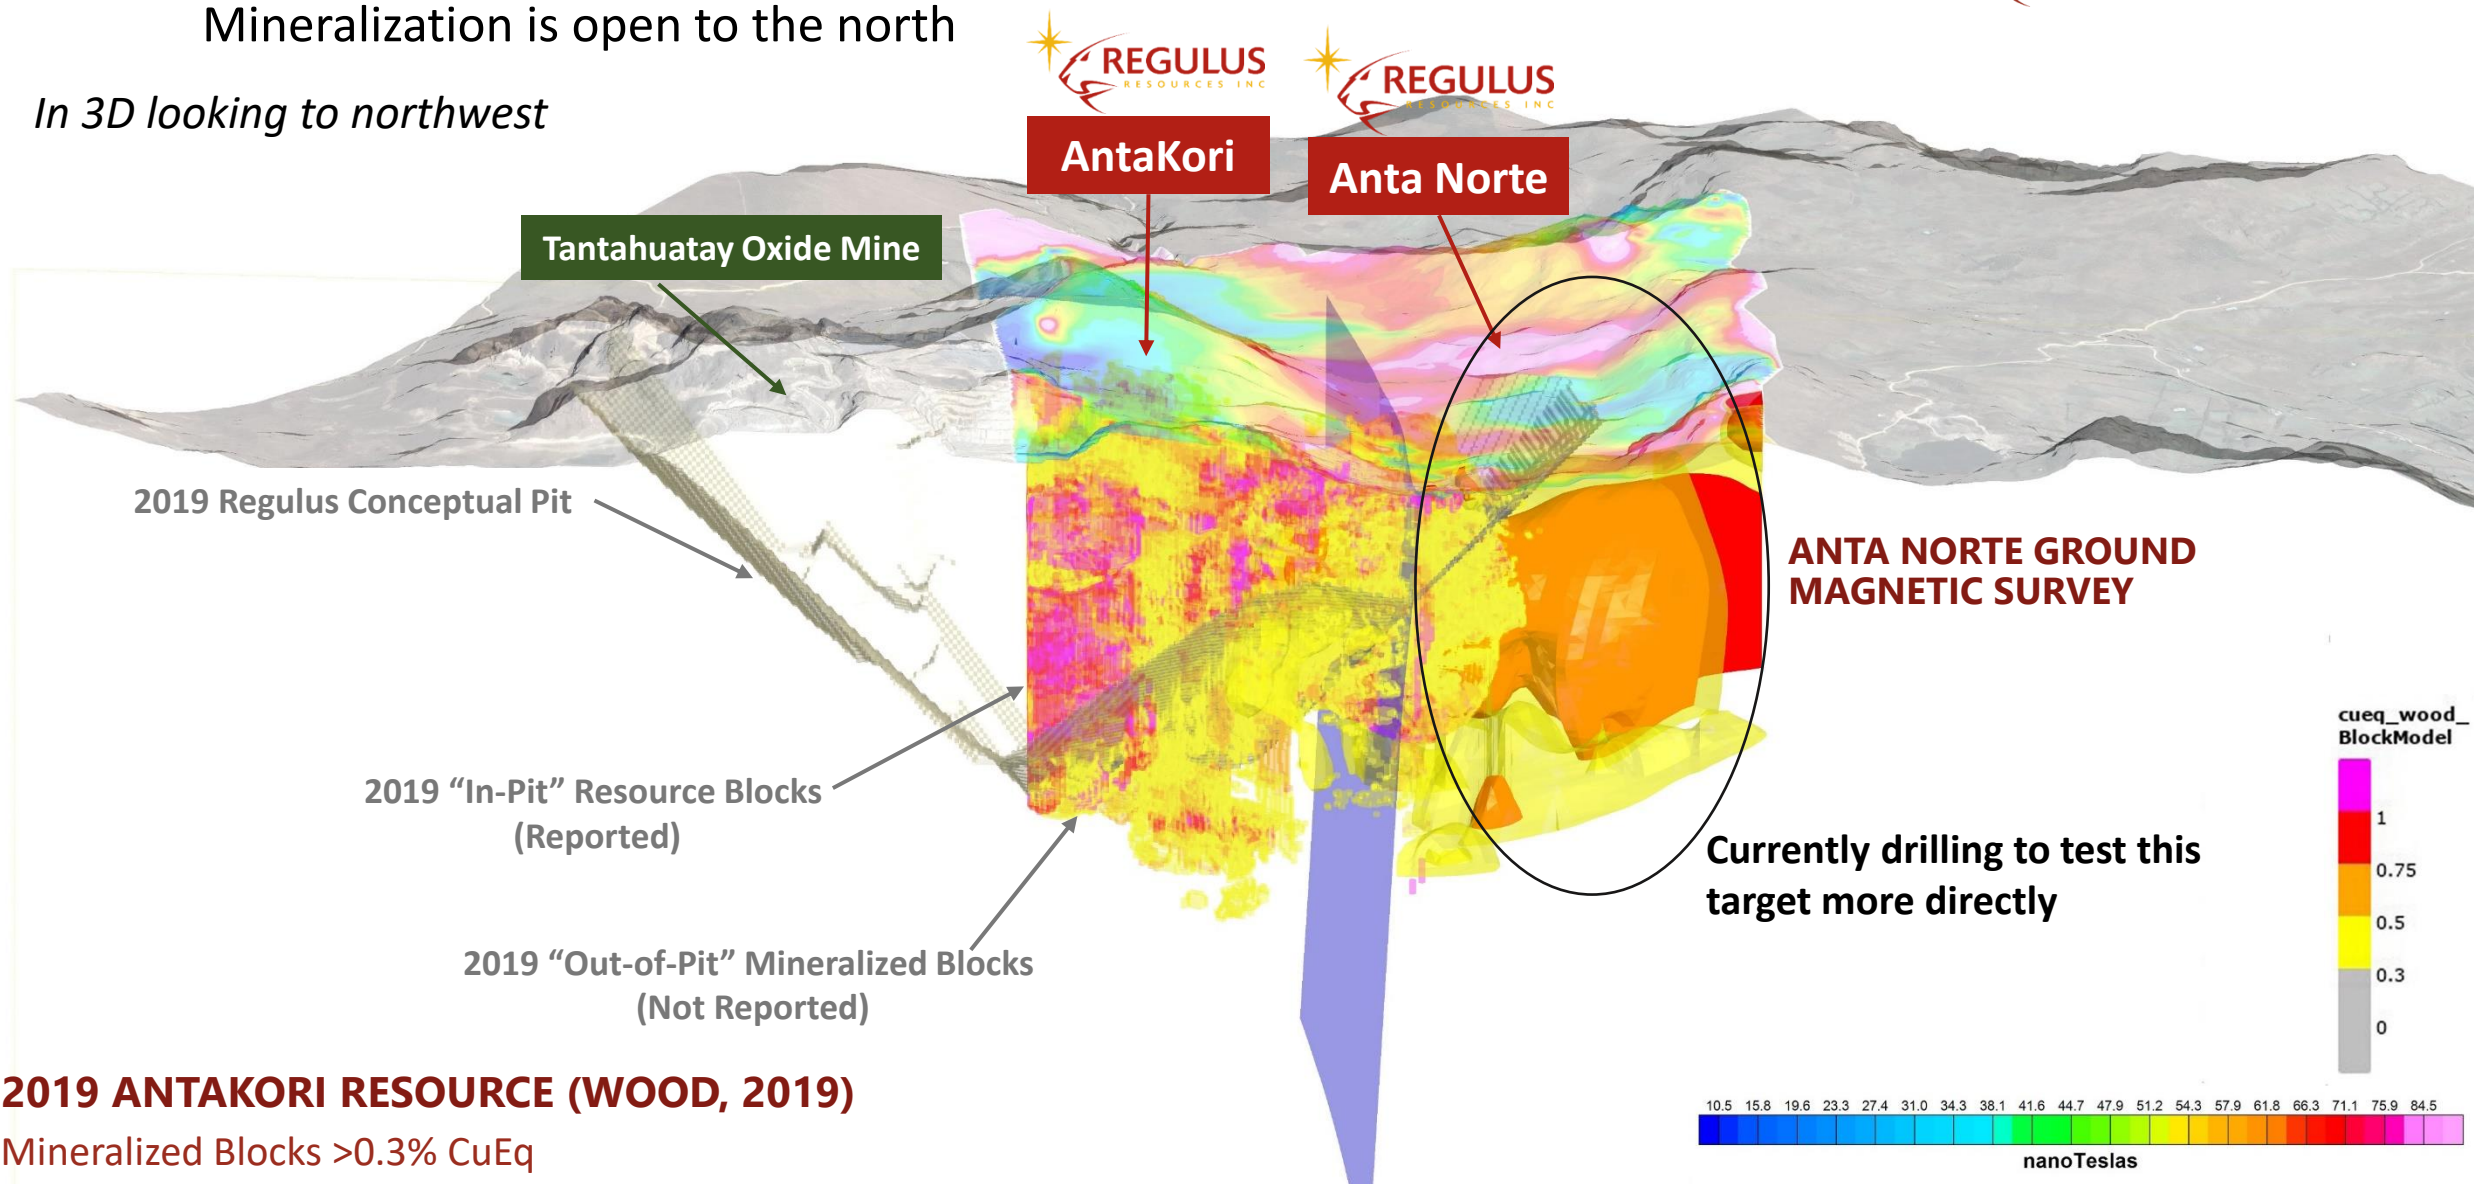 Mineralization is open to the north
In 3D looking to northwest
REGULUS
RESOURCES INC
REGULUS
RESOURCES INC
AntaKori
Anta Norte
Tantahuatay Oxide Mine
2019 Regulus Conceptual Pit
ANTA NORTE GROUND
MAGNETIC SURVEY
2019 “In-Pit” Resource Blocks
(Reported)
Currently drilling to test this
target more directly
2019 “Out-of-Pit” Mineralized Blocks
(Not Reported)
cueq_wood_
BlockModel
1
0.75
0.5
0.3
0
2019 ANTAKORI RESOURCE (WOOD, 2019)
Mineralized Blocks >0.3% CuEq
10.5 15.8 19.6 23.3 27.4 31.0 34.3 38.1 41.6 44.7 47.9 51.2 54.3 57.9 61.8 66.3 71.1 75.9 84.5
nanoTeslas